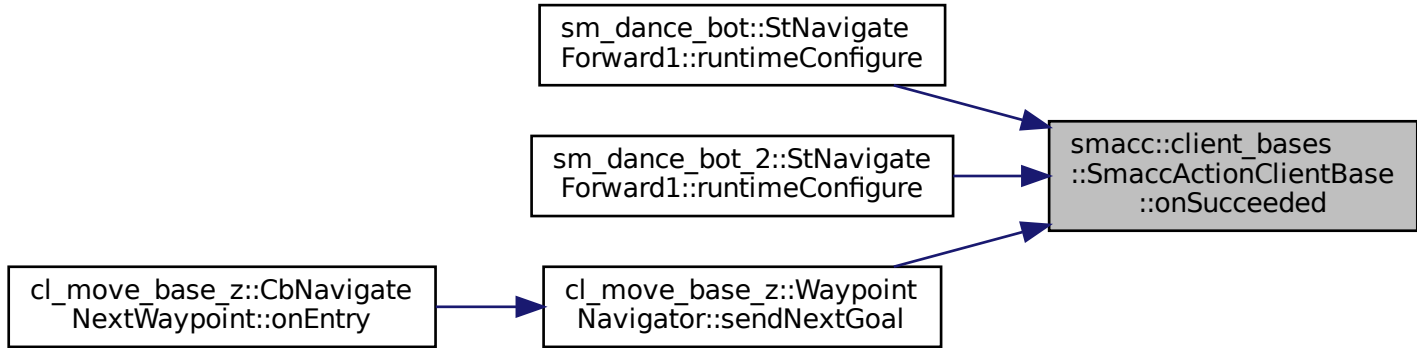 sm_dance_bot::StNavigate
Forward1::runtimeConfigure
sm_dance_bot_2::StNavigate
Forward1::runtimeConfigure
smacc::client_bases
::SmaccActionClientBase
::onSucceeded
cl_move_base_z::CbNavigate
NextWaypoint::onEntry
cl_move_base_z::Waypoint
Navigator::sendNextGoal